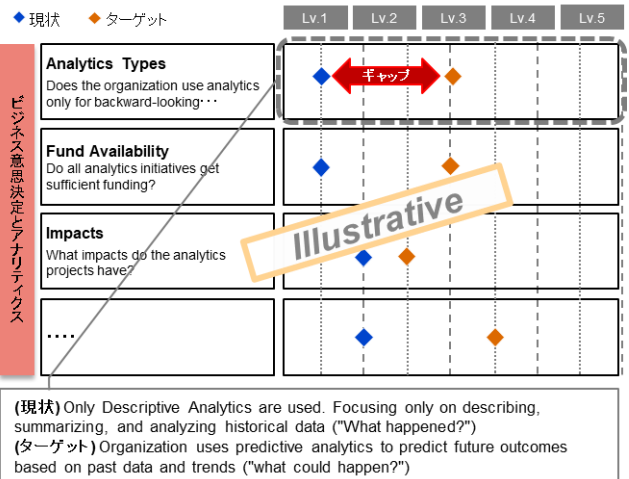 現状 ターゲット
Lv.1 Lv.2 Lv.3 Lv.4 Lv.5
ビジネス意思決定とアナリティクス
Analytics Types
Does the organization use analytics
only for backward-looking･･･
ギャップ
Fund Availability
Do all analytics initiatives get
sufficient funding?
Illustrative
Impacts
What impacts do the analytics
projects have?
････
(現状) Only Descriptive Analytics are used. Focusing only on describing,
summarizing, and analyzing historical data ("What happened?")
(ターゲット) Organization uses predictive analytics to predict future outcomes
based on past data and trends ("what could happen?")